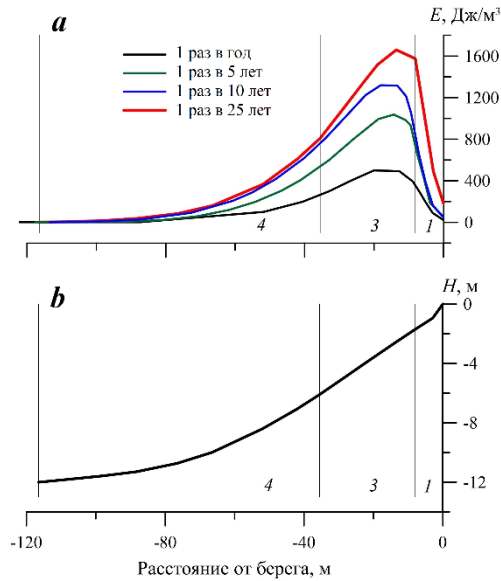 a
E, Дж/м³
1 раз в год
1 раз в 5 лет
1 раз в 10 лет
1 раз в 25 лет
1600
1200
800
400
0
4
3
1
b
H, м
0
-4
-8
-12
4
3
1
-120
-80
-40
0
Расстояние от берега, м